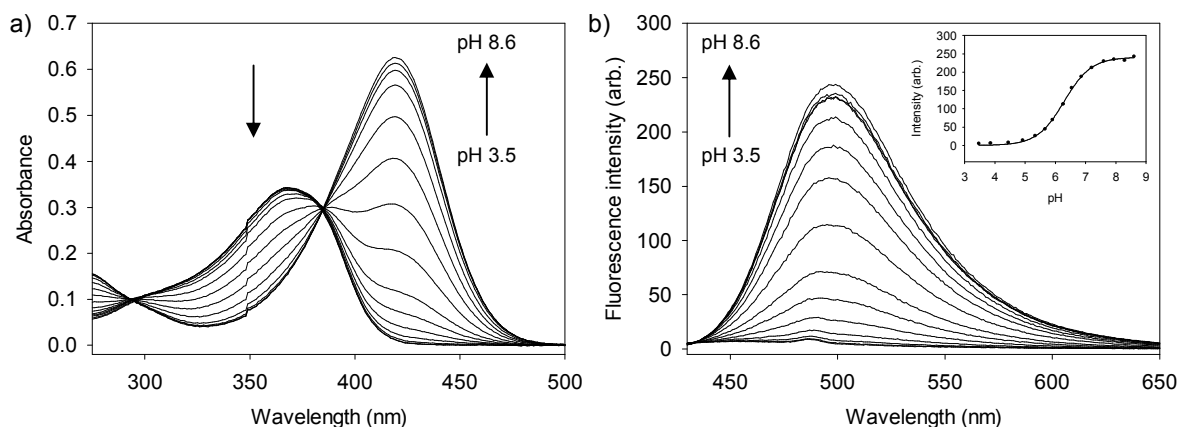 a)
Absorbance
0.7
0.6
0.5
0.4
0.3
0.2
0.1
0.0
pH 8.6
pH 3.5
300 350 400 450 500
Wavelength (nm)
b)
Fluorescence intensity (arb.)
300
250
200
150
100
50
0
pH 8.6
pH 3.5
450 500 550 600 650
Wavelength (nm)
Intensity (arb.)
300
250
200
150
100
50
0
3 4 5 6 7 8 9
pH